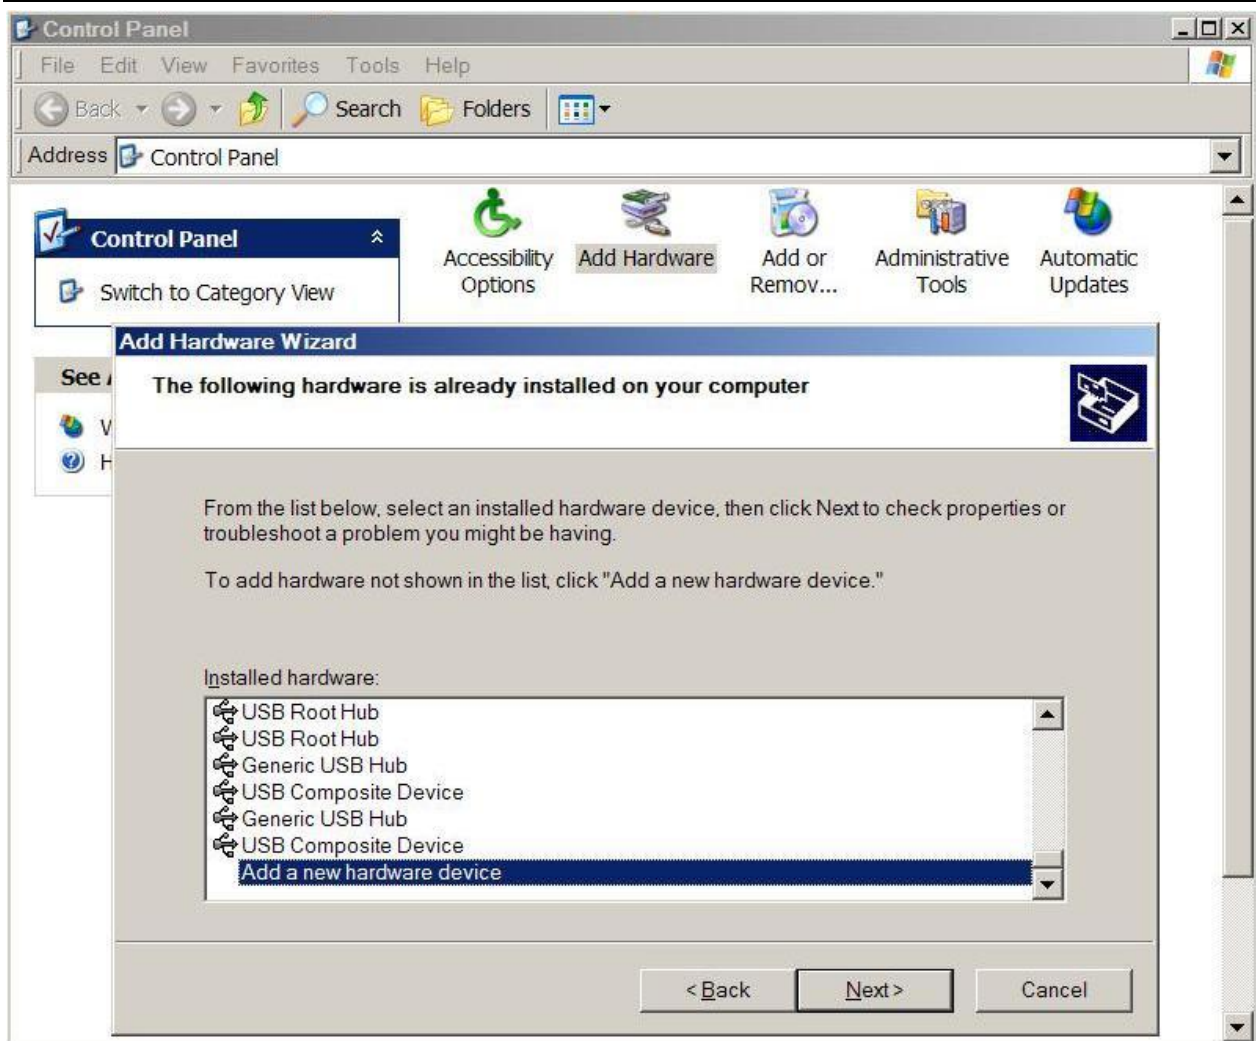 Control Panel
File Edit View Favorites Tools Help
Back Search Folders
Address Control Panel
Control Panel
Switch to Category View
Accessibility Options
Add Hardware
Add or Remov...
Administrative Tools
Automatic Updates
See
Add Hardware Wizard
The following hardware is already installed on your computer
From the list below, select an installed hardware device, then click Next to check properties or
troubleshoot a problem you might be having.
To add hardware not shown in the list, click "Add a new hardware device."
Installed hardware:
USB Root Hub
USB Root Hub
Generic USB Hub
USB Composite Device
Generic USB Hub
USB Composite Device
Add a new hardware device
< Back Next > Cancel